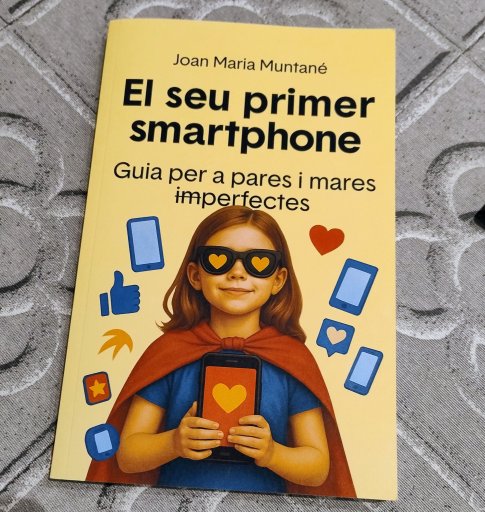 Joan Maria Muntané
El seu primer
smartphone
Guia per a pares i mares
imperfectes